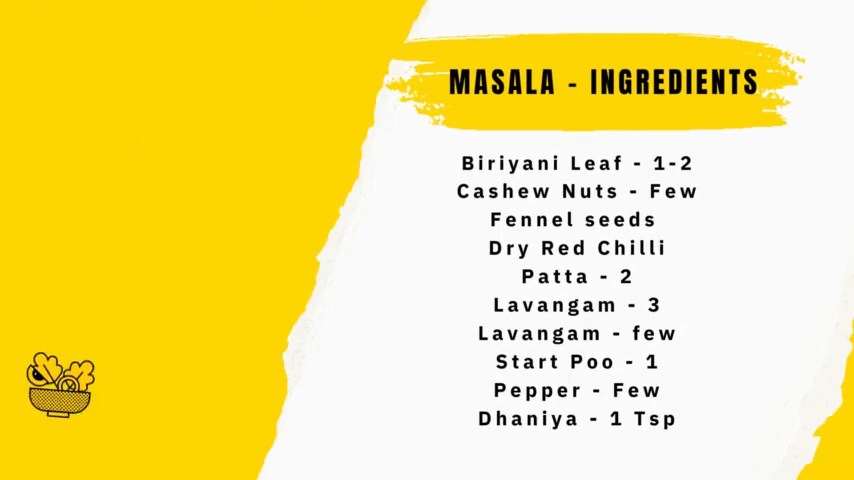 MASALA - INGREDIENTS
Biriyani Leaf - 1-2
Cashew Nuts - Few
Fennel seeds
Dry Red Chilli
Patta - 2
Lavangam - 3
Lavangam - few
Start Poo - 1
Pepper - Few
Dhaniya - 1 Tsp